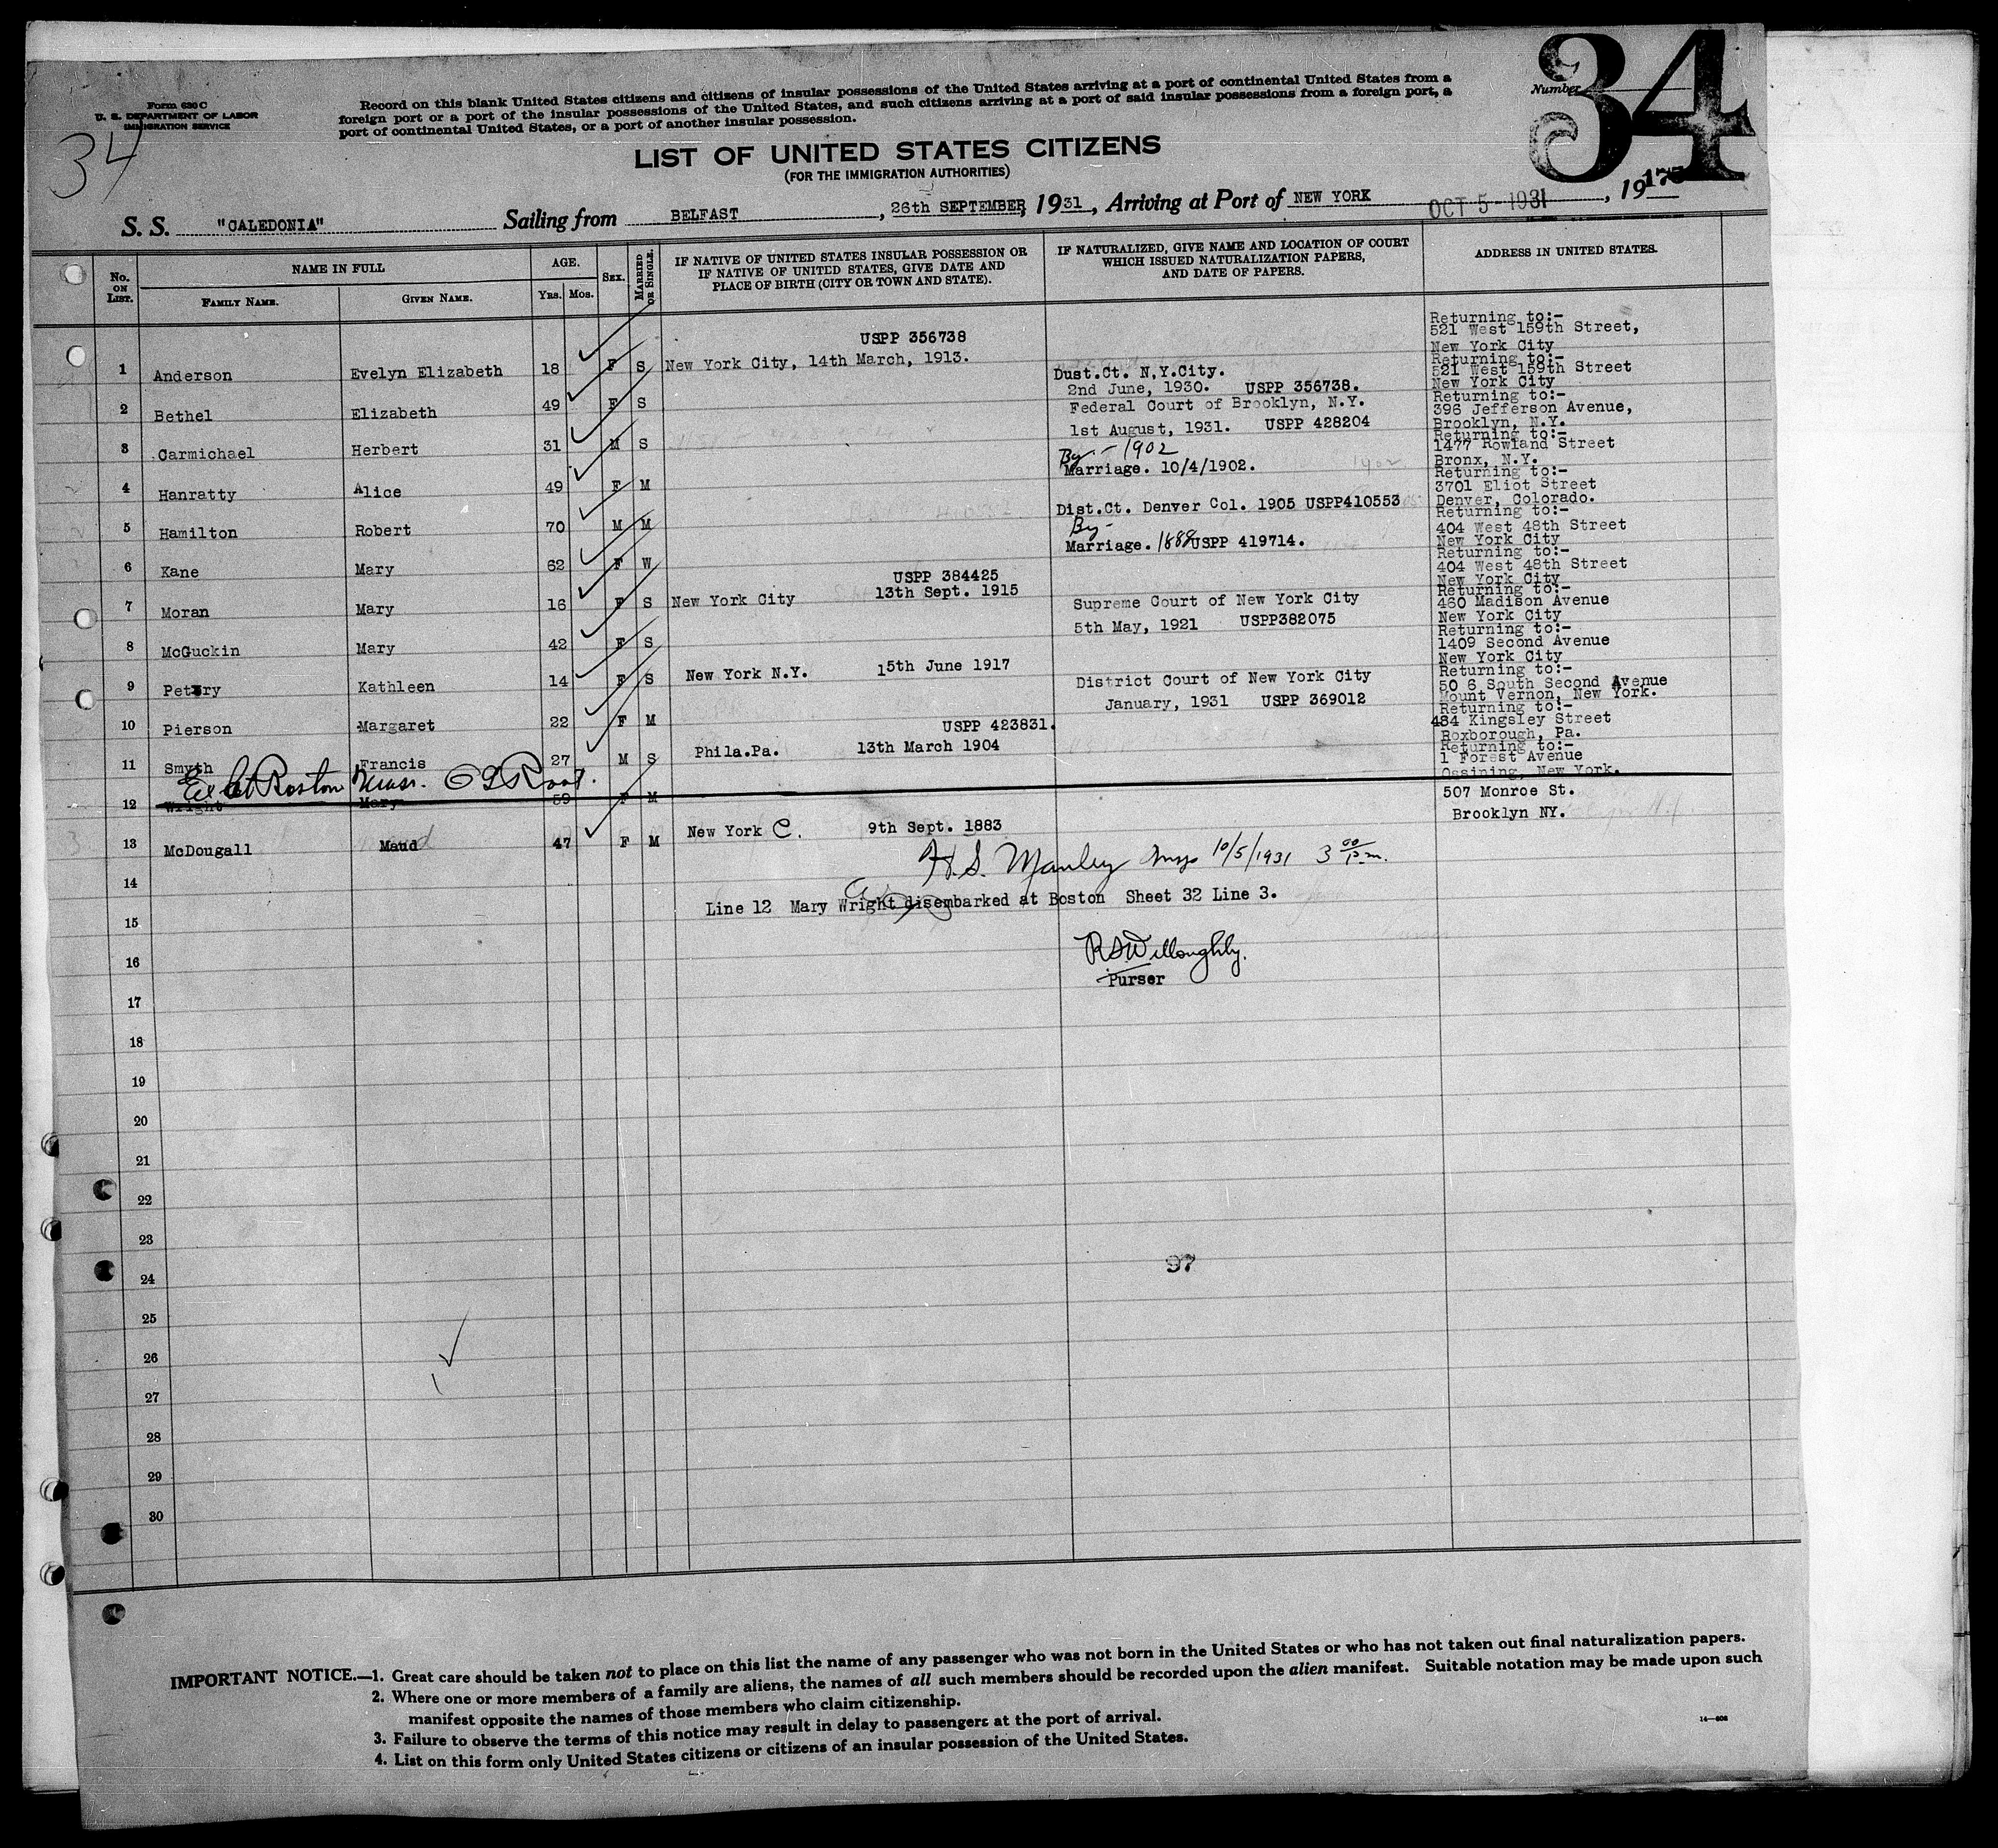 Form 630 C
U. S. DEPARTMENT OF LABOR
IMMIGRATION SERVICE
34
Record on this blank United States citizens and citizens of insular possessions of the United States arriving at a port of continental United States from a
foreign port or a port of the insular possessions of the United States, and such citizens arriving at a port of said insular possessions from a foreign port, a
port of continental United States, or a port of another insular possession.
Number
34
LIST OF UNITED STATES CITIZENS
(FOR THE IMMIGRATION AUTHORITIES)
S. S. "CALEDONIA" Sailing from BELFAST, 26th SEPTEMBER, 1931, Arriving at Port of NEW YORK OCT 5 - 1931, 19
No. ON LIST. NAME IN FULL AGE. SEX. MARRIED OR SINGLE. IF NATIVE OF UNITED STATES INSULAR POSSESSION OR IF NATIVE OF UNITED STATES, GIVE DATE AND PLACE OF BIRTH (CITY OR TOWN AND STATE). IF NATURALIZED, GIVE NAME AND LOCATION OF COURT WHICH ISSUED NATURALIZATION PAPERS, AND DATE OF PAPERS. ADDRESS IN UNITED STATES.
FAMILY NAME. GIVEN NAME. YRS. MOS.
Returning to:-
521 West 159th Street,
USPP 356738
New York City
1 Anderson Evelyn Elizabeth 18 F S New York City, 14th March, 1913.
Returning to:-
Dust.Ct. N,Y.City. 521 West 159th Street
2nd June, 1930. USPP 356738. New York City
2 Bethel Elizabeth 49 F S
Returning to:-
Federal Court of Brooklyn, N.Y. 396 Jefferson Avenue,
1st August, 1931. USPP 428204 Brooklyn, N.Y.
3 Carmichael Herbert 31 M S
Returning to:-
By - 1902 1477 Rowland Street
Marriage. 10/4/1902. Bronx, N.Y.
4 Hanratty Alice 49 F M
Returning to:-
3701 Eliot Street
Dist.Ct. Denver Col. 1905 USPP410553 Denver, Colorado.
5 Hamilton Robert 70 M M
Returning to:-
By - 404 West 48th Street
Marriage. 1888 USPP 419714. New York City
6 Kane Mary 62 F W
Returning to:-
404 West 48th Street
USPP 384425 New York City
7 Moran Mary 16 F S New York City 13th Sept. 1915
Returning to:-
Supreme Court of New York City 460 Madison Avenue
5th May, 1921 USPP382075 New York City
8 McGuckin Mary 42 F S
Returning to:-
1409 Second Avenue
New York City
9 Petry Kathleen 14 F S New York N.Y. 15th June 1917
Returning to:-
District Court of New York City 50 6 South Second Avenue
January, 1931 USPP 369012 Mount Vernon, New York.
10 Pierson Margaret 22 F M
Returning to:-
USPP 423831. 484 Kingsley Street
Roxborough, Pa.
11 Smyth Francis 27 M S Phila.Pa. 13th March 1904
Returning to:-
1 Forest Avenue
Ossining, New York.
at Boston Mass.
12 Wright Mary 59 F M
507 Monroe St.
Brooklyn NY.
13 McDougall Maud 47 F M New York C. 9th Sept. 1883
H.S. Manley Insp 10/5/1931 3 00 P.m.
14
Line 12 Mary Wright disembarked at Boston Sheet 32 Line 3.
15
R S Willoughby.
16
Purser
17
18
19
20
21
22
23
97
24
25
26
27
28
29
30
IMPORTANT NOTICE.—1. Great care should be taken not to place on this list the name of any passenger who was not born in the United States or who has not taken out final naturalization papers.
2. Where one or more members of a family are aliens, the names of all such members should be recorded upon the alien manifest. Suitable notation may be made upon such
manifest opposite the names of those members who claim citizenship.
3. Failure to observe the terms of this notice may result in delay to passengers at the port of arrival.
4. List on this form only United States citizens or citizens of an insular possession of the United States.